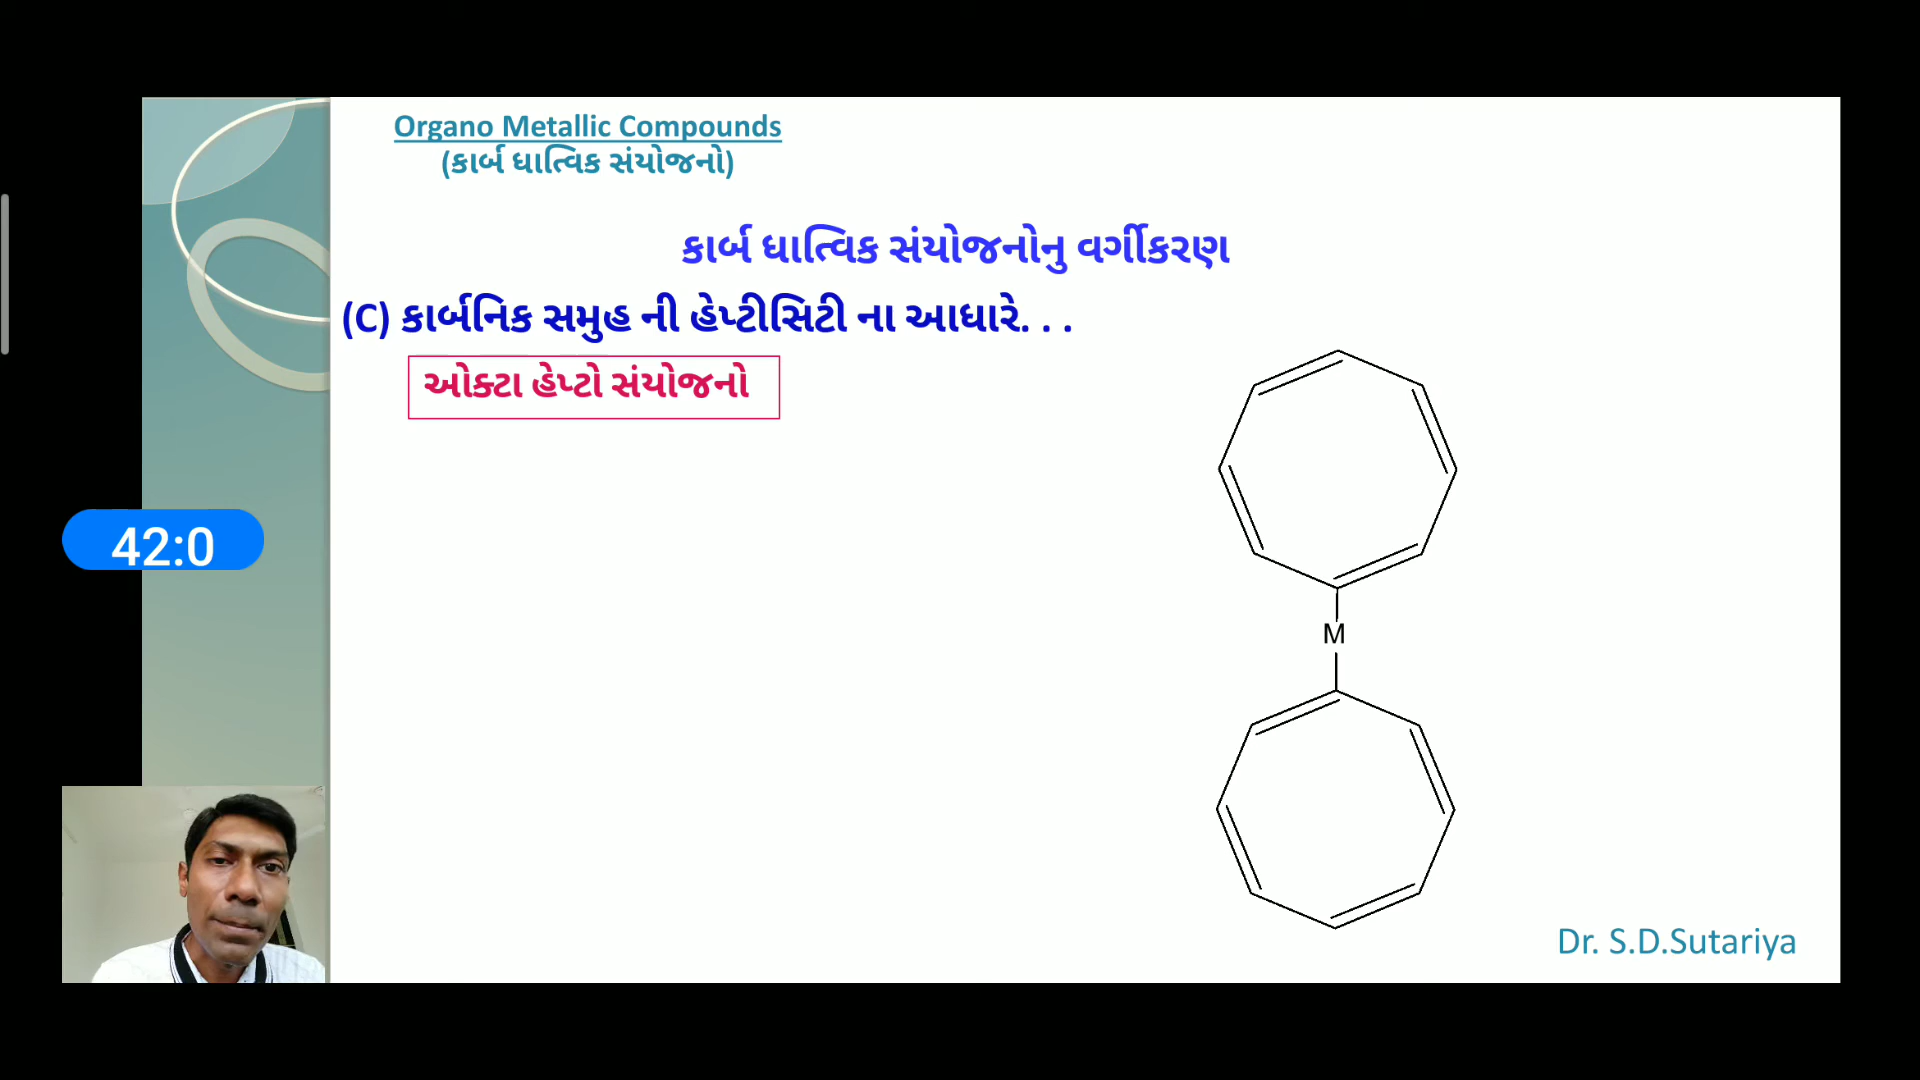 Organo Metallic Compounds
(કાર્બ ધાત્વિક સંયોજનો)
કાર્બ ધાત્વિક સંયોજનોનુ વર્ગીકરણ
(C) કાર્બનિક સમુહ ની હેપ્ટીસિટી ના આધારે. . .
ઓક્ટા હેપ્ટો સંયોજનો
42:0
M
Dr. S.D.Sutariya